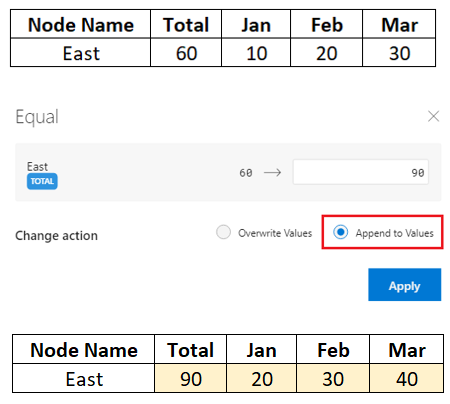 Node Name Total Jan Feb Mar
East 60 10 20 30
Equal
East
TOTAL
60 → 90
Change action Overwrite Values Append to Values
Apply
Node Name Total Jan Feb Mar
East 90 20 30 40